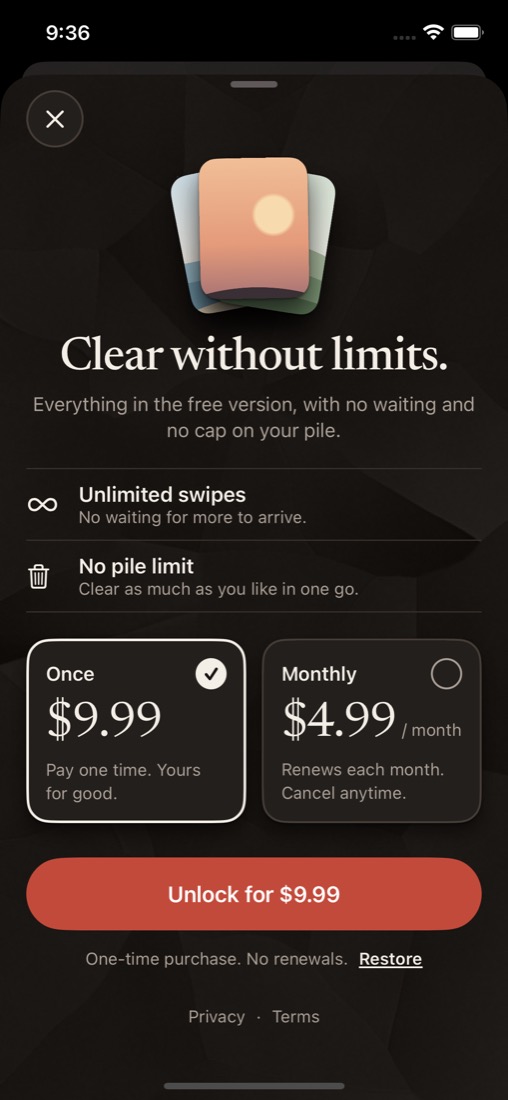 9:36
Clear without limits.
Everything in the free version, with no waiting and
no cap on your pile.
Unlimited swipes
No waiting for more to arrive.
No pile limit
Clear as much as you like in one go.
Once
$9.99
Pay one time. Yours
for good.
Monthly
$4.99 / month
Renews each month.
Cancel anytime.
Unlock for $9.99
One-time purchase. No renewals. Restore
Privacy · Terms